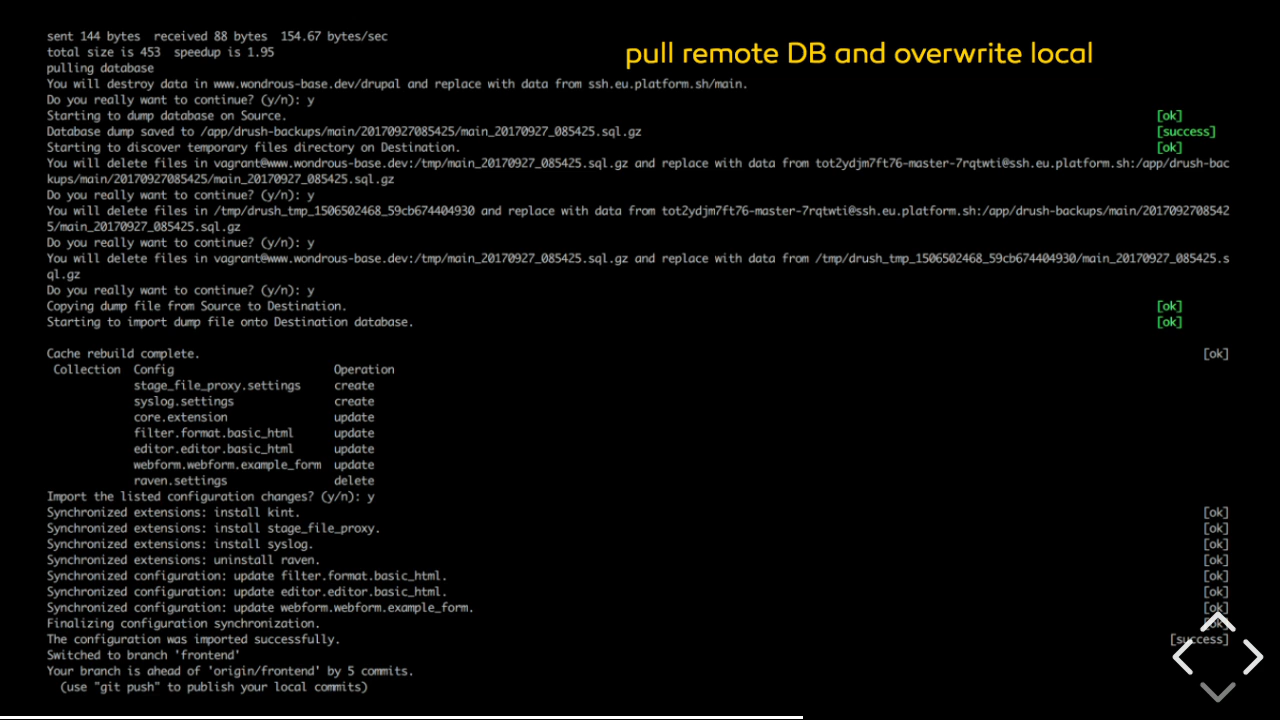 sent 144 bytes  received 88 bytes  154.67 bytes/sec
total size is 453  speedup is 1.95
pull remote DB and overwrite local
pulling database
You will destroy data in www.wondrous-base.dev/drupal and replace with data from ssh.eu.platform.sh/main.
Do you really want to continue? (y/n): y
Starting to dump database on Source. [ok]
Database dump saved to /app/drush-backups/main/20170927085425/main_20170927_085425.sql.gz [success]
Starting to discover temporary files directory on Destination. [ok]
You will delete files in vagrant@www.wondrous-base.dev:/tmp/main_20170927_085425.sql.gz and replace with data from tot2ydjm7ft76-master-7rqtwti@ssh.eu.platform.sh:/app/drush-bac
kups/main/20170927085425/main_20170927_085425.sql.gz
Do you really want to continue? (y/n): y
You will delete files in /tmp/drush_tmp_1506502468_59cb674404930 and replace with data from tot2ydjm7ft76-master-7rqtwti@ssh.eu.platform.sh:/app/drush-backups/main/2017092708542
5/main_20170927_085425.sql.gz
Do you really want to continue? (y/n): y
You will delete files in vagrant@www.wondrous-base.dev:/tmp/main_20170927_085425.sql.gz and replace with data from /tmp/drush_tmp_1506502468_59cb674404930/main_20170927_085425.s
ql.gz
Do you really want to continue? (y/n): y
Copying dump file from Source to Destination. [ok]
Starting to import dump file onto Destination database. [ok]
Cache rebuild complete. [ok]
Collection  Config  Operation
stage_file_proxy.settings  create
syslog.settings  create
core.extension  update
filter.format.basic_html  update
editor.editor.basic_html  update
webform.webform.example_form  update
raven.settings  delete
Import the listed configuration changes? (y/n): y
Synchronized extensions: install kint. [ok]
Synchronized extensions: install stage_file_proxy. [ok]
Synchronized extensions: install syslog. [ok]
Synchronized extensions: uninstall raven. [ok]
Synchronized configuration: update filter.format.basic_html. [ok]
Synchronized configuration: update editor.editor.basic_html. [ok]
Synchronized configuration: update webform.webform.example_form. [ok]
Finalizing configuration synchronization. [ok]
The configuration was imported successfully. [success]
Switched to branch 'frontend'
Your branch is ahead of 'origin/frontend' by 5 commits.
(use "git push" to publish your local commits)